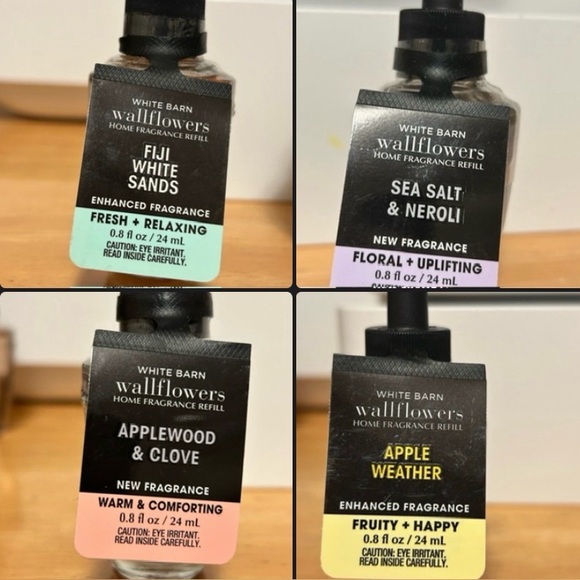 WHITE BARN
wallflowers
HOME FRAGRANCE REFILL
FIJI
WHITE
SANDS
ENHANCED FRAGRANCE
FRESH + RELAXING
0.8 fl oz / 24 mL
CAUTION: EYE IRRITANT.
READ INSIDE CAREFULLY.
WHITE BARN
wallflowers
HOME FRAGRANCE REFILL
SEA SALT
& NEROLI
NEW FRAGRANCE
FLORAL + UPLIFTING
0.8 fl oz / 24 mL
WHITE BARN
wallflowers
HOME FRAGRANCE REFILL
APPLEWOOD
& CLOVE
NEW FRAGRANCE
WARM & COMFORTING
0.8 fl oz / 24 mL
CAUTION: EYE IRRITANT.
READ INSIDE CAREFULLY.
WHITE BARN
wallflowers
HOME FRAGRANCE REFILL
APPLE
WEATHER
ENHANCED FRAGRANCE
FRUITY + HAPPY
0.8 fl oz / 24 mL
CAUTION: EYE IRRITANT.
READ INSIDE CAREFULLY.